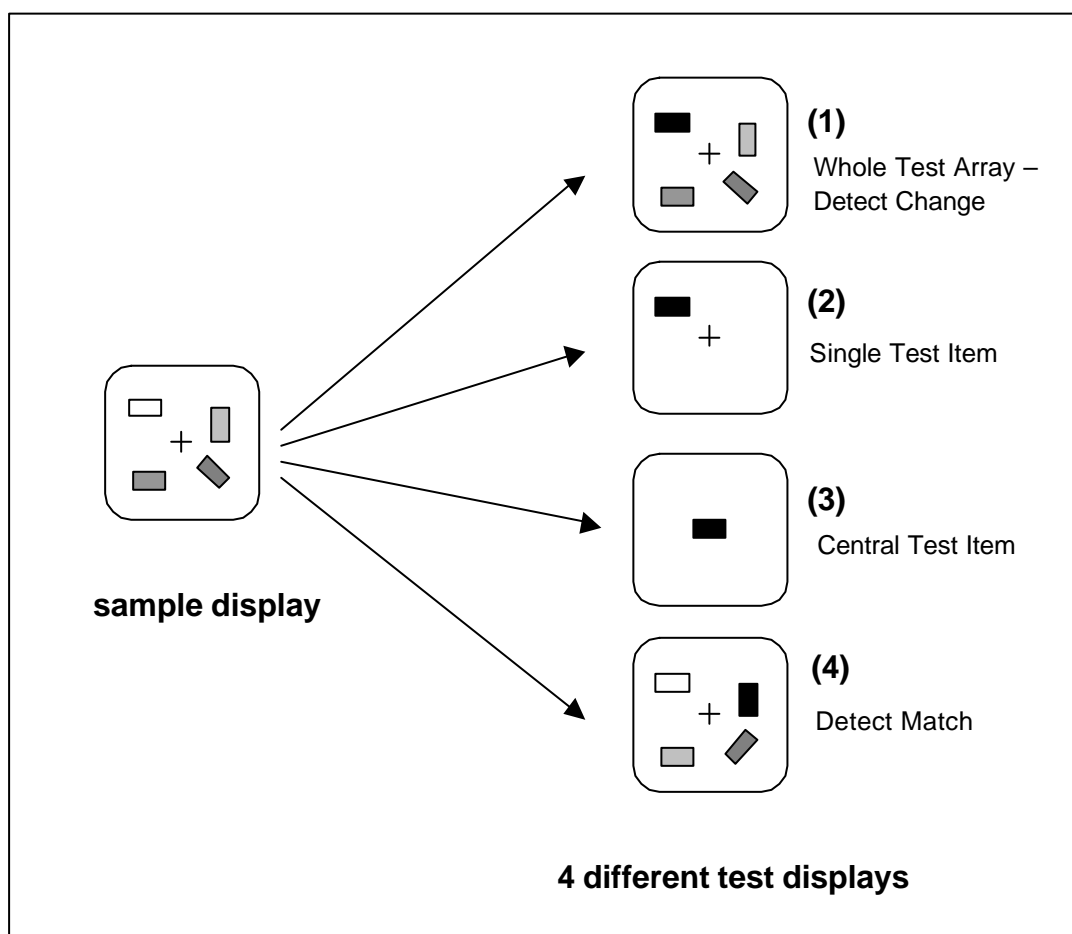 (1)
Whole Test Array –
Detect Change
(2)
Single Test Item
(3)
Central Test Item
sample display
(4)
Detect Match
4 different test displays